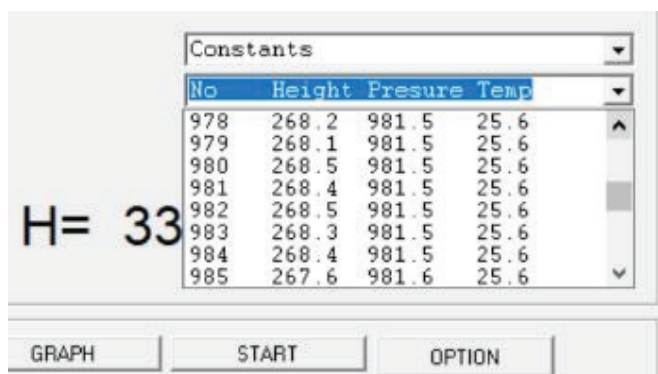 Constants
No Height Presure Temp
978 268.2 981.5 25.6
979 268.1 981.5 25.6
980 268.5 981.5 25.6
981 268.4 981.5 25.6
982 268.5 981.5 25.6
983 268.3 981.5 25.6
984 268.4 981.5 25.6
985 267.6 981.6 25.6
H= 33
GRAPH START OPTION